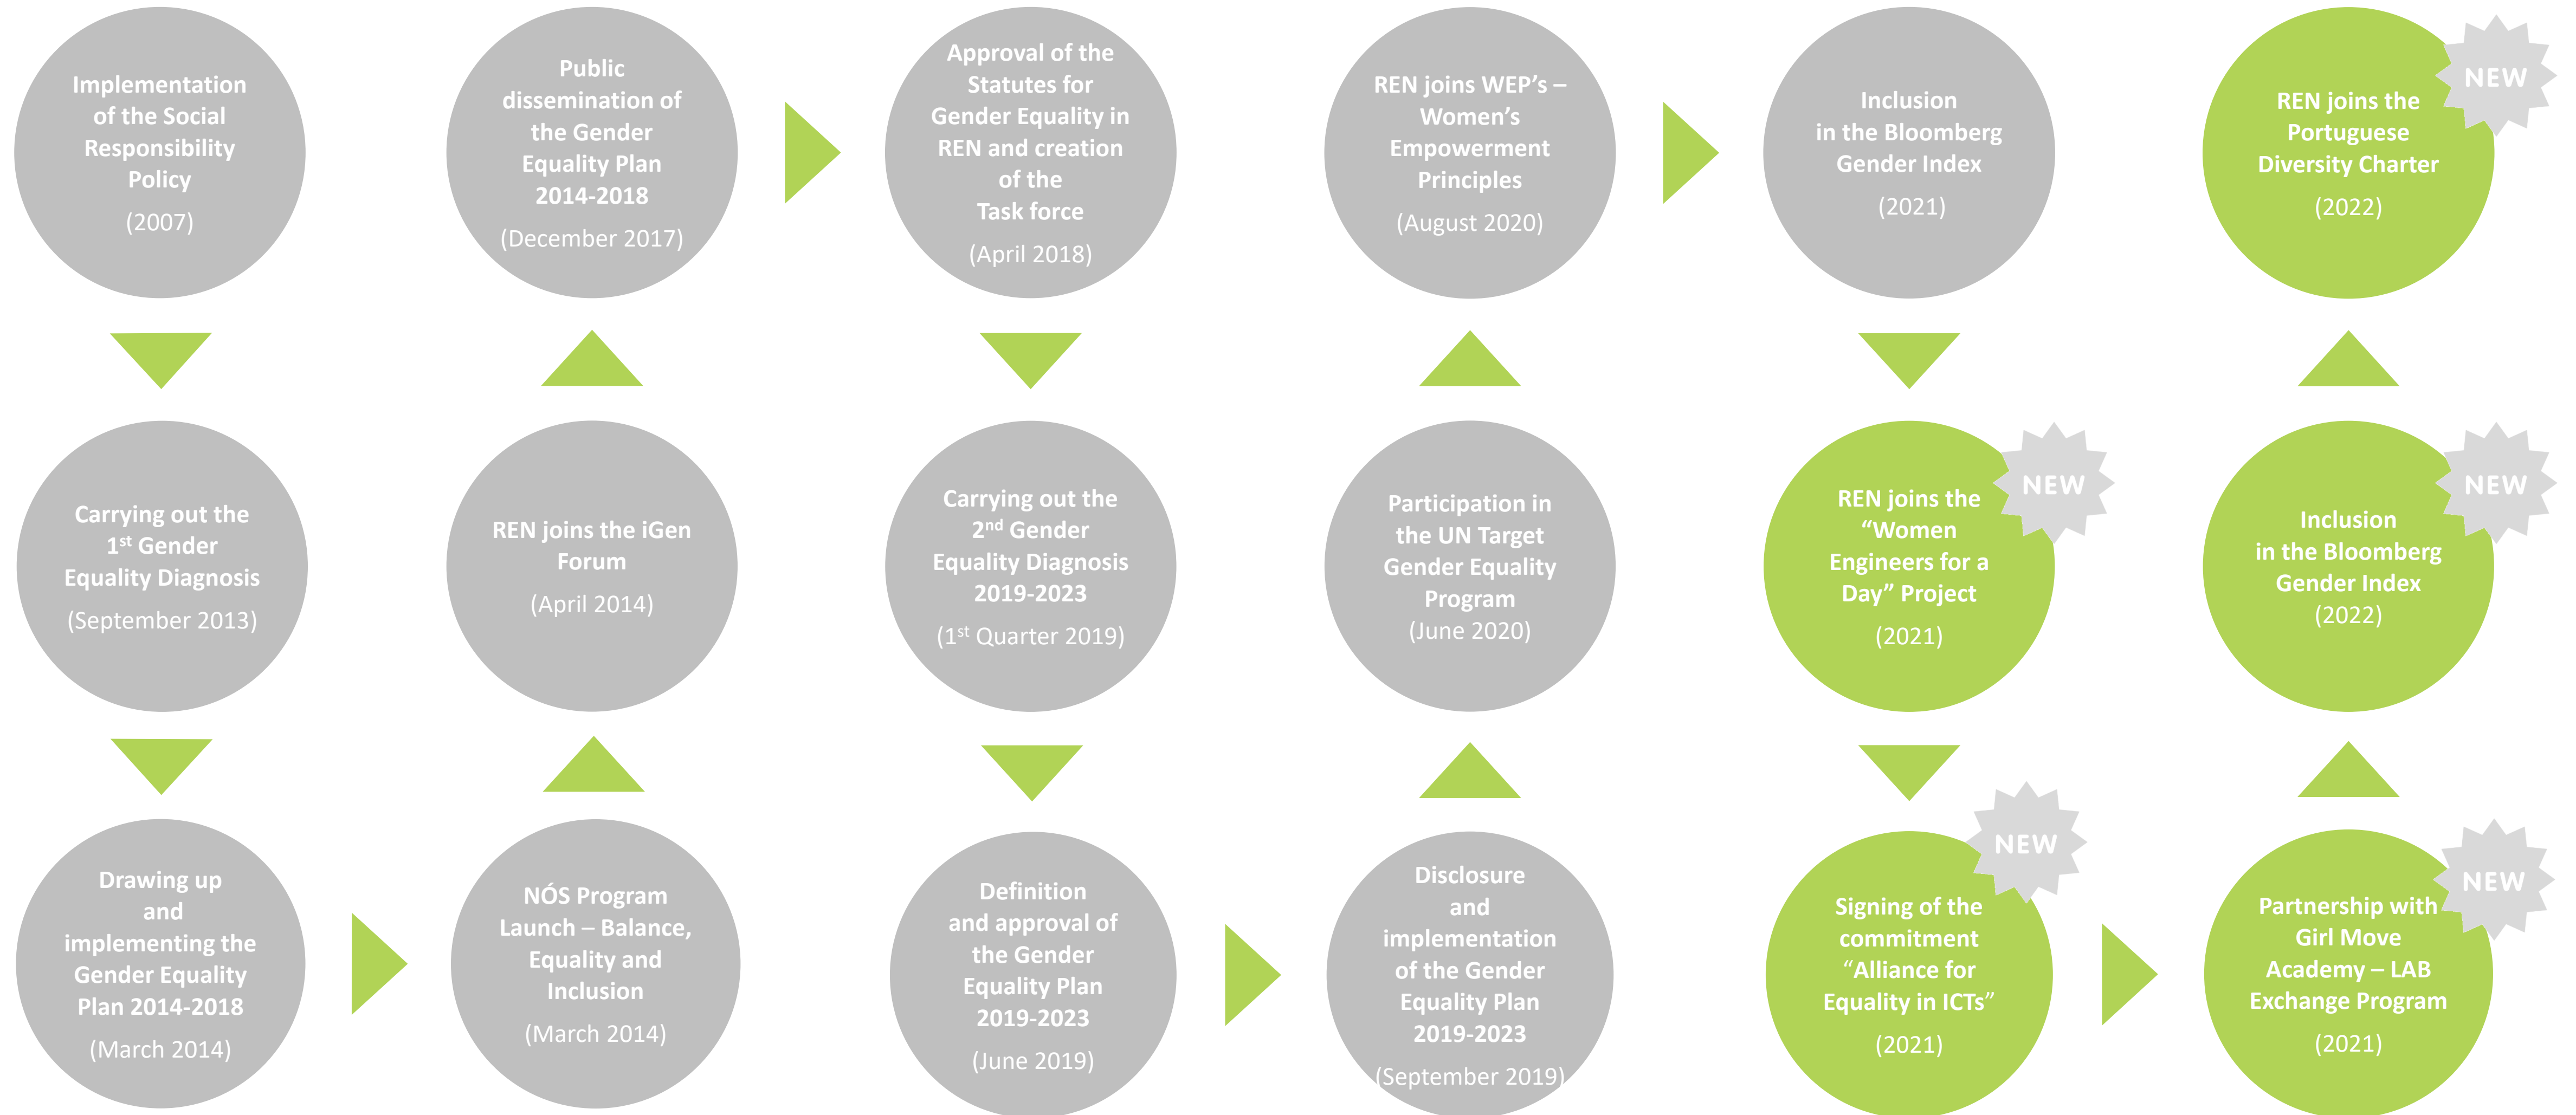 Implementation
of the Social
Responsibility
Policy
(2007)
Carrying out the
1st Gender
Equality Diagnosis
(September 2013)
Drawing up
and
implementing the
Gender Equality
Plan 2014-2018
(March 2014)
NÓS Program
Launch – Balance,
Equality and
Inclusion
(March 2014)
REN joins the iGen
Forum
(April 2014)
Public
dissemination of
the Gender
Equality Plan
2014-2018
(December 2017)
Approval of the
Statutes for
Gender Equality in
REN and creation
of the
Task force
(April 2018)
Carrying out the
2nd Gender
Equality Diagnosis
2019-2023
(1st Quarter 2019)
Definition
and approval of
the Gender
Equality Plan
2019-2023
(June 2019)
Disclosure
and
implementation
of the Gender
Equality Plan
2019-2023
(September 2019)
Participation in
the UN Target
Gender Equality
Program
(June 2020)
REN joins WEP’s –
Women’s
Empowerment
Principles
(August 2020)
Inclusion
in the Bloomberg
Gender Index
(2021)
REN joins the
“Women
Engineers for a
Day” Project
(2021)
NEW
Signing of the
commitment
“Alliance for
Equality in ICTs”
(2021)
NEW
Partnership with
Girl Move
Academy – LAB
Exchange Program
(2021)
NEW
Inclusion
in the Bloomberg
Gender Index
(2022)
NEW
REN joins the
Portuguese
Diversity Charter
(2022)
NEW